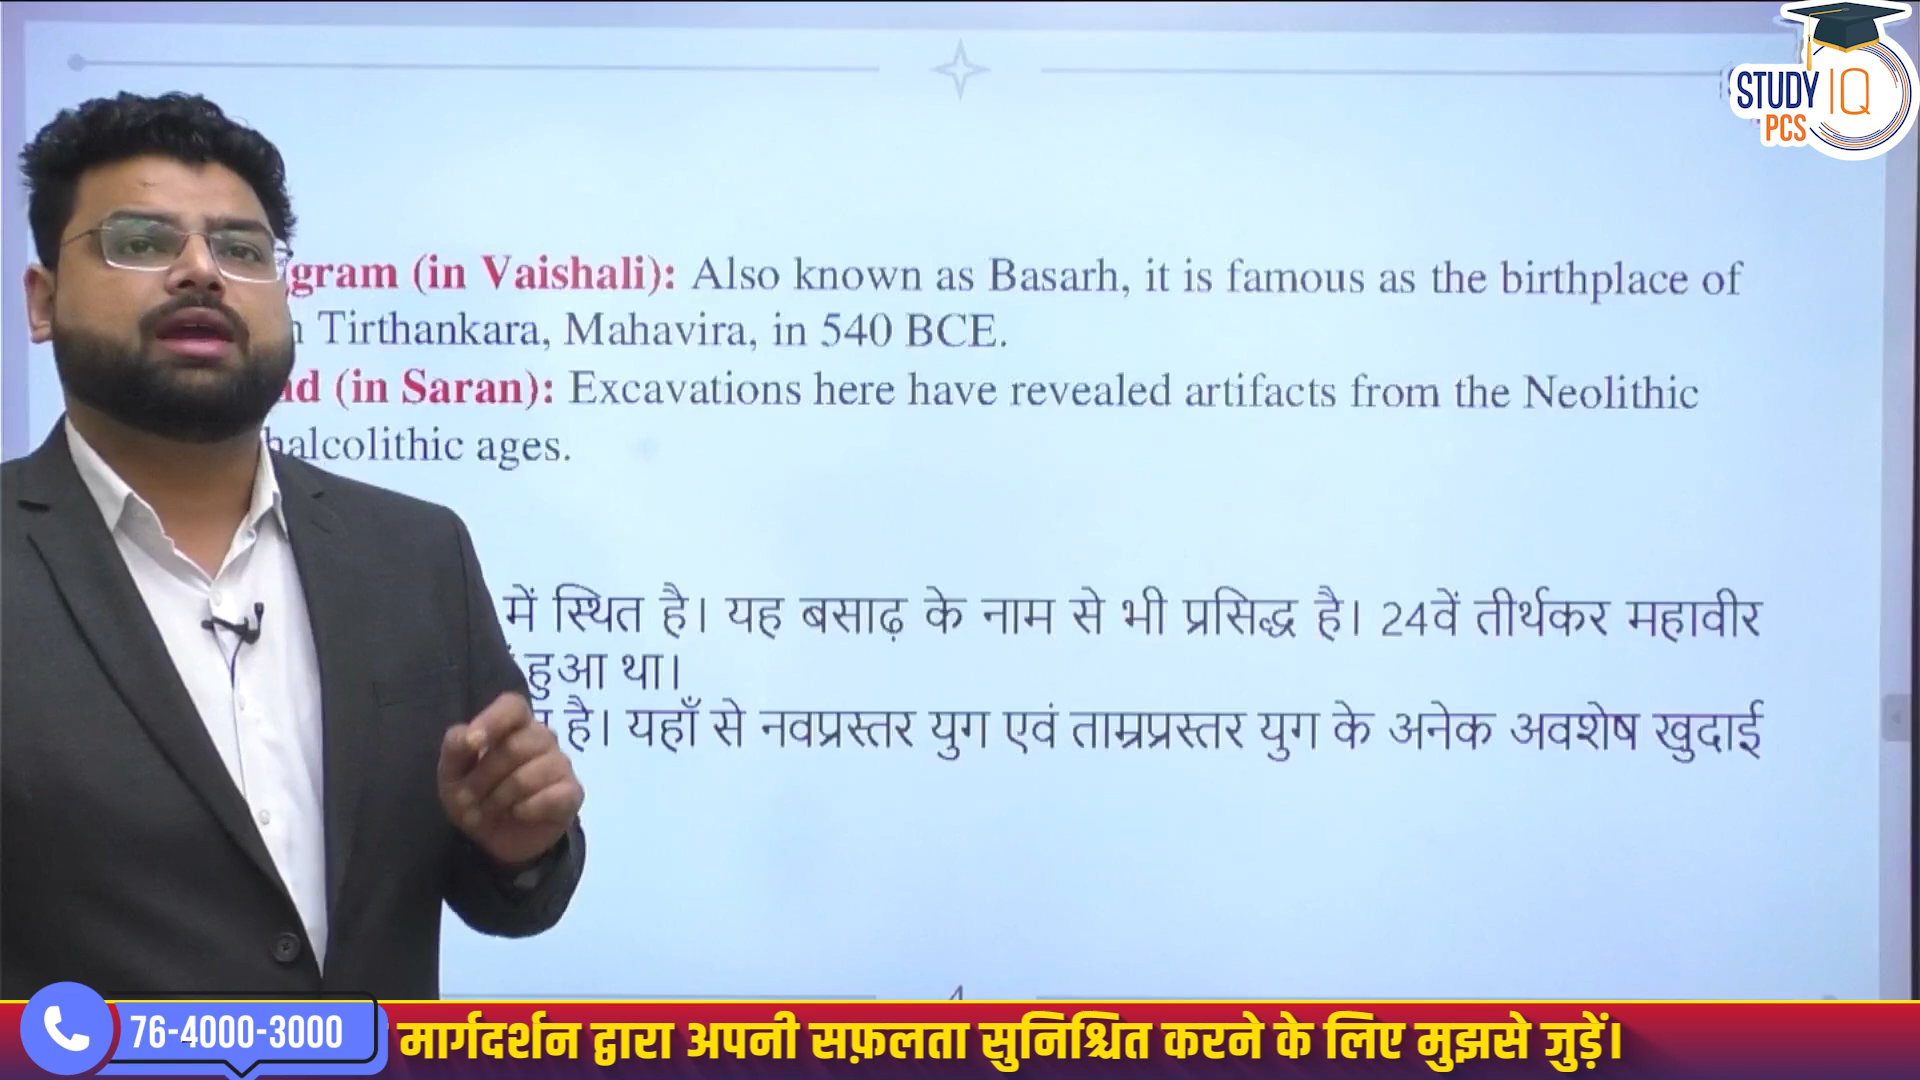 STUDY IQ
PCS
gram (in Vaishali): Also known as Basarh, it is famous as the birthplace of
Tirthankara, Mahavira, in 540 BCE.
(in Saran): Excavations here have revealed artifacts from the Neolithic
halcolithic ages.
में स्थित है। यह बसाढ़ के नाम से भी प्रसिद्ध है। 24वें तीर्थकर महावीर
हुआ था।
है। यहाँ से नवप्रस्तर युग एवं ताम्रप्रस्तर युग के अनेक अवशेष खुदाई
76-4000-3000
मार्गदर्शन द्वारा अपनी सफ़लता सुनिश्चित करने के लिए मुझसे जुड़ें।